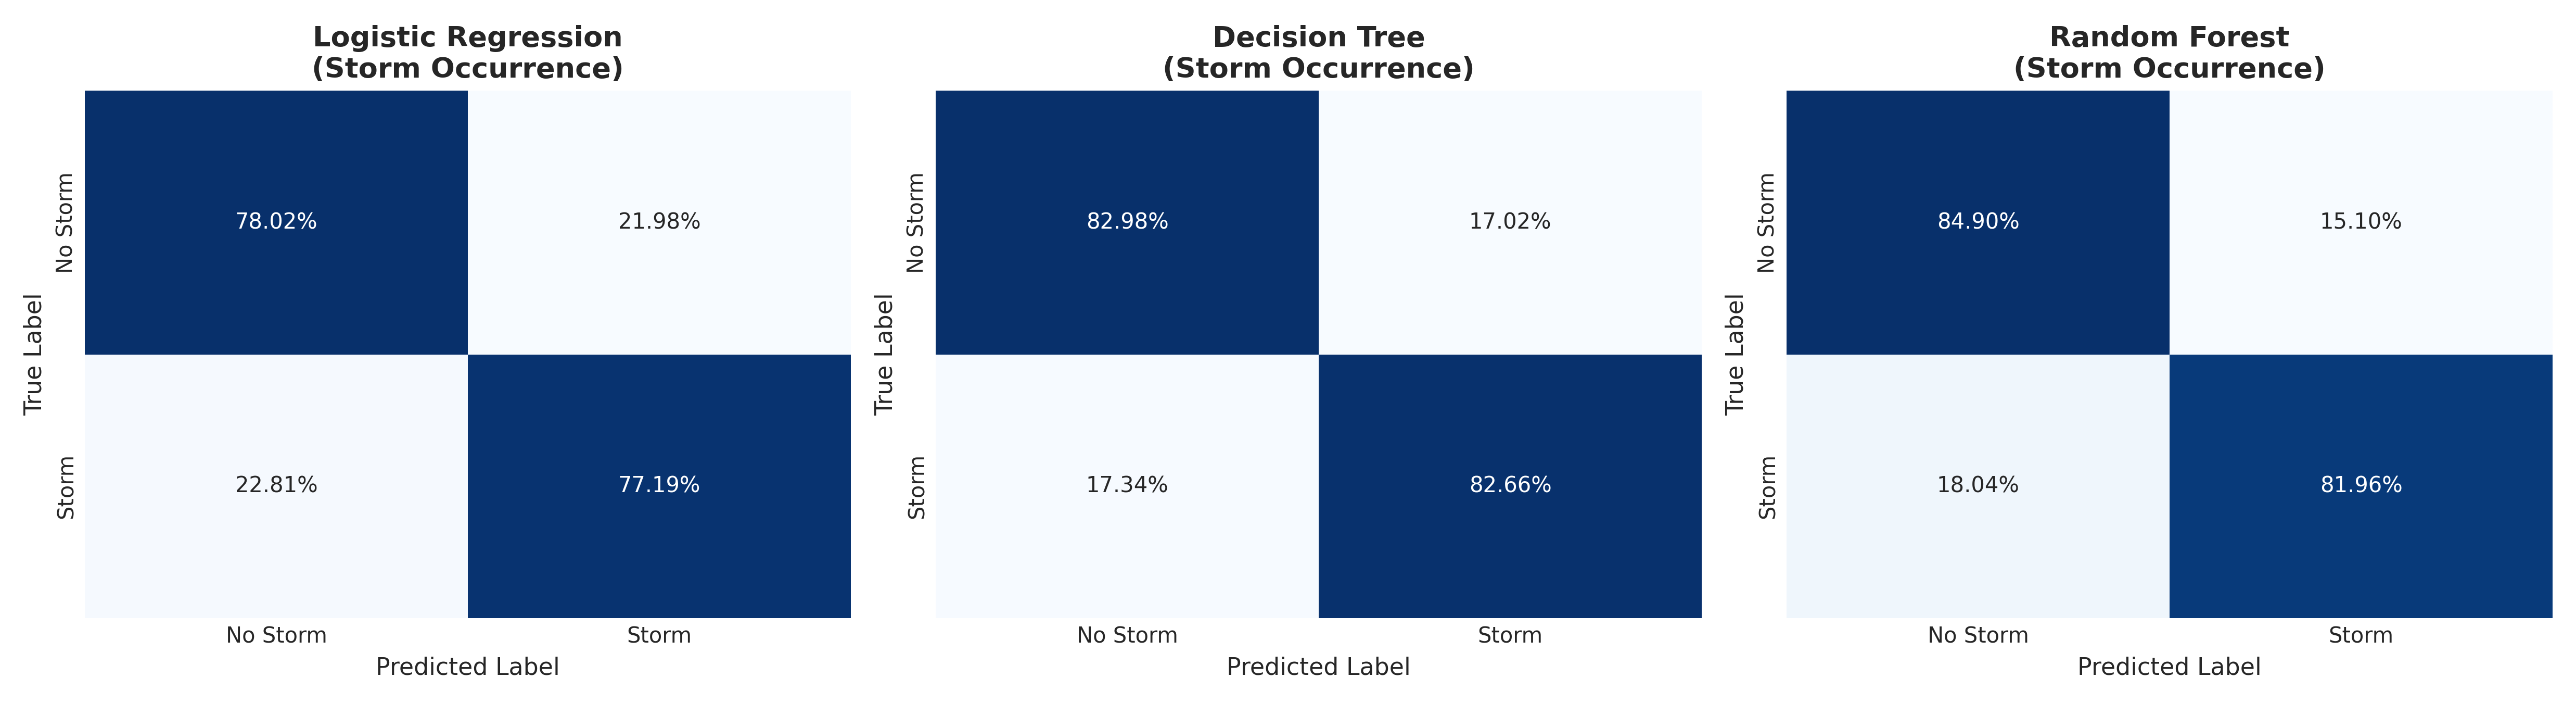 Logistic Regression
(Storm Occurrence)
True Label
No Storm
78.02%
21.98%
Storm
22.81%
77.19%
No Storm
Storm
Predicted Label
Decision Tree
(Storm Occurrence)
True Label
No Storm
82.98%
17.02%
Storm
17.34%
82.66%
No Storm
Storm
Predicted Label
Random Forest
(Storm Occurrence)
True Label
No Storm
84.90%
15.10%
Storm
18.04%
81.96%
No Storm
Storm
Predicted Label